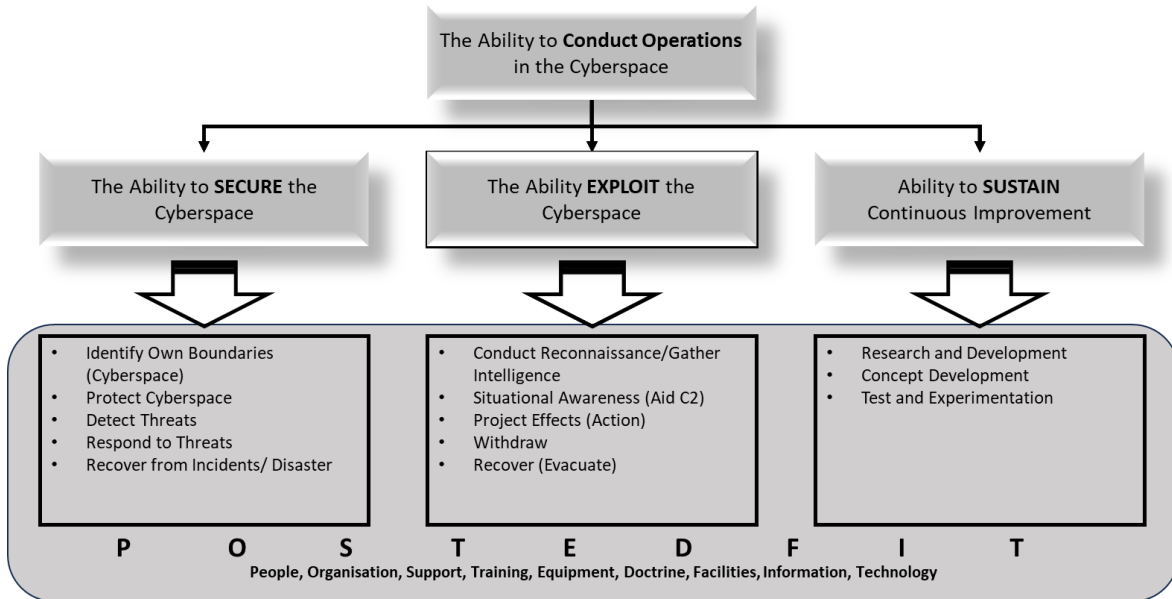 The Ability to Conduct Operations
in the Cyberspace
The Ability to SECURE the
Cyberspace
The Ability EXPLOIT the
Cyberspace
Ability to SUSTAIN
Continuous Improvement
• Identify Own Boundaries
(Cyberspace)
• Protect Cyberspace
• Detect Threats
• Respond to Threats
• Recover from Incidents/ Disaster
• Conduct Reconnaissance/Gather
Intelligence
• Situational Awareness (Aid C2)
• Project Effects (Action)
• Withdraw
• Recover (Evacuate)
• Research and Development
• Concept Development
• Test and Experimentation
P O S T E D F I T
People, Organisation, Support, Training, Equipment, Doctrine, Facilities, Information, Technology